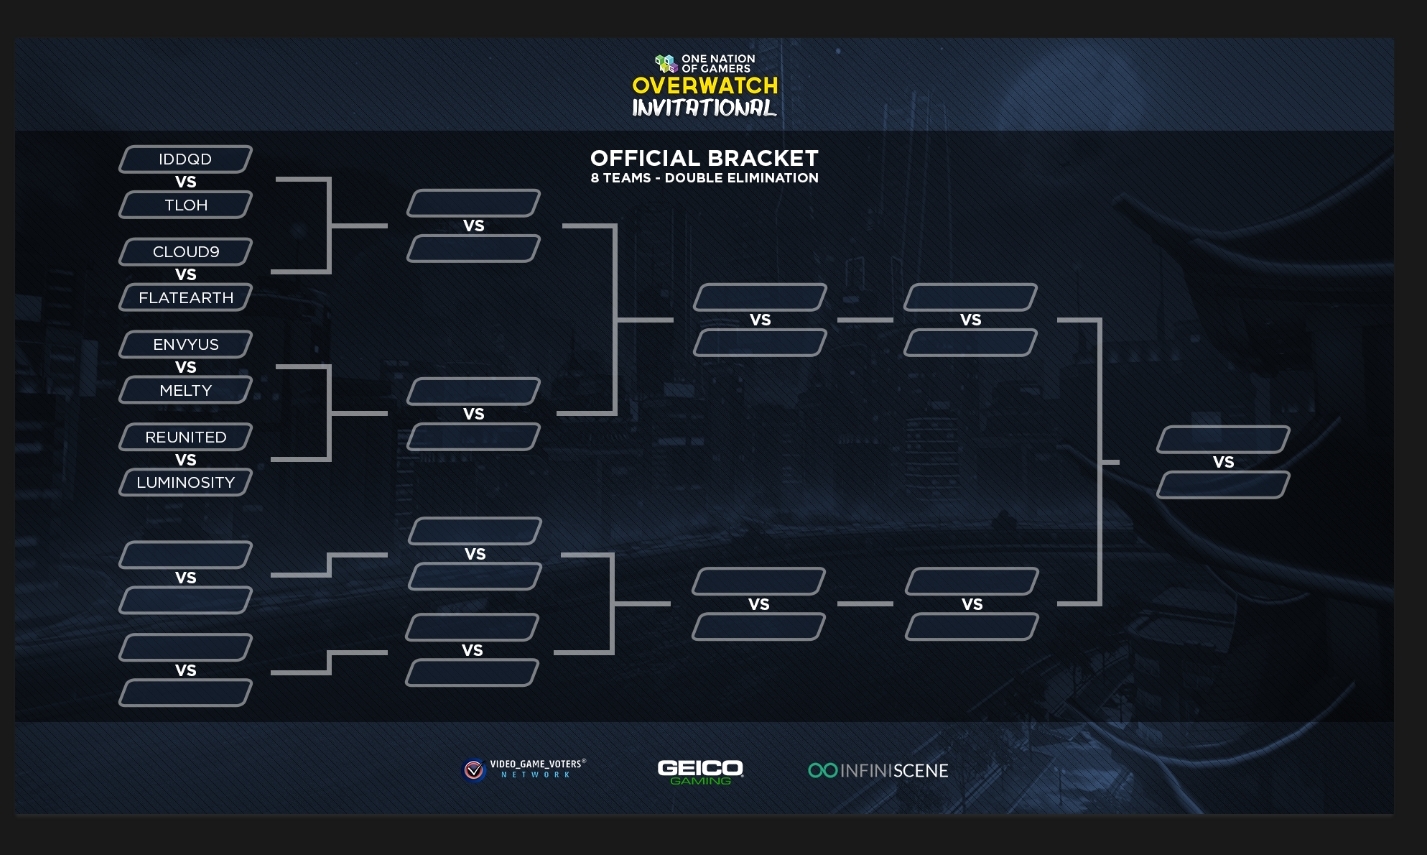 ONE NATION
OF GAMERS
OVERWATCH
INVITATIONAL
OFFICIAL BRACKET
8 TEAMS - DOUBLE ELIMINATION
IDDQD
VS
TLOH
CLOUD9
VS
FLATEARTH
ENVYUS
VS
MELTY
REUNITED
VS
LUMINOSITY
VS
VS
VS
VS
VS
VS
VS
VS
VS
VS
VS
VIDEO_GAME_VOTERS®
NETWORK
GEICO
GAMING
INFINISCENE